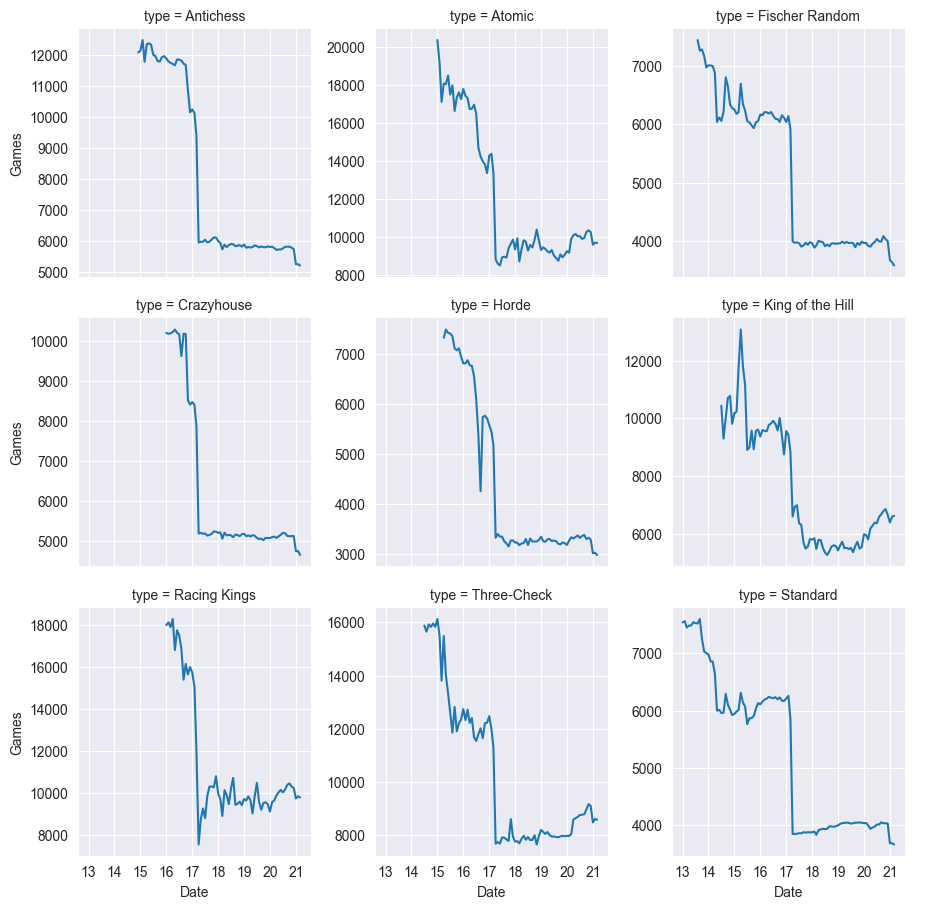 type = Antichess
12000
11000
10000
9000
8000
7000
6000
5000
Games
type = Atomic
20000
18000
16000
14000
12000
10000
8000
type = Fischer Random
7000
6000
5000
4000
type = Crazyhouse
10000
9000
8000
7000
6000
5000
Games
type = Horde
7000
6000
5000
4000
3000
type = King of the Hill
12000
10000
8000
6000
type = Racing Kings
18000
16000
14000
12000
10000
8000
Games
13 14 15 16 17 18 19 20 21
Date
type = Three-Check
16000
14000
12000
10000
8000
13 14 15 16 17 18 19 20 21
Date
type = Standard
7000
6000
5000
4000
13 14 15 16 17 18 19 20 21
Date